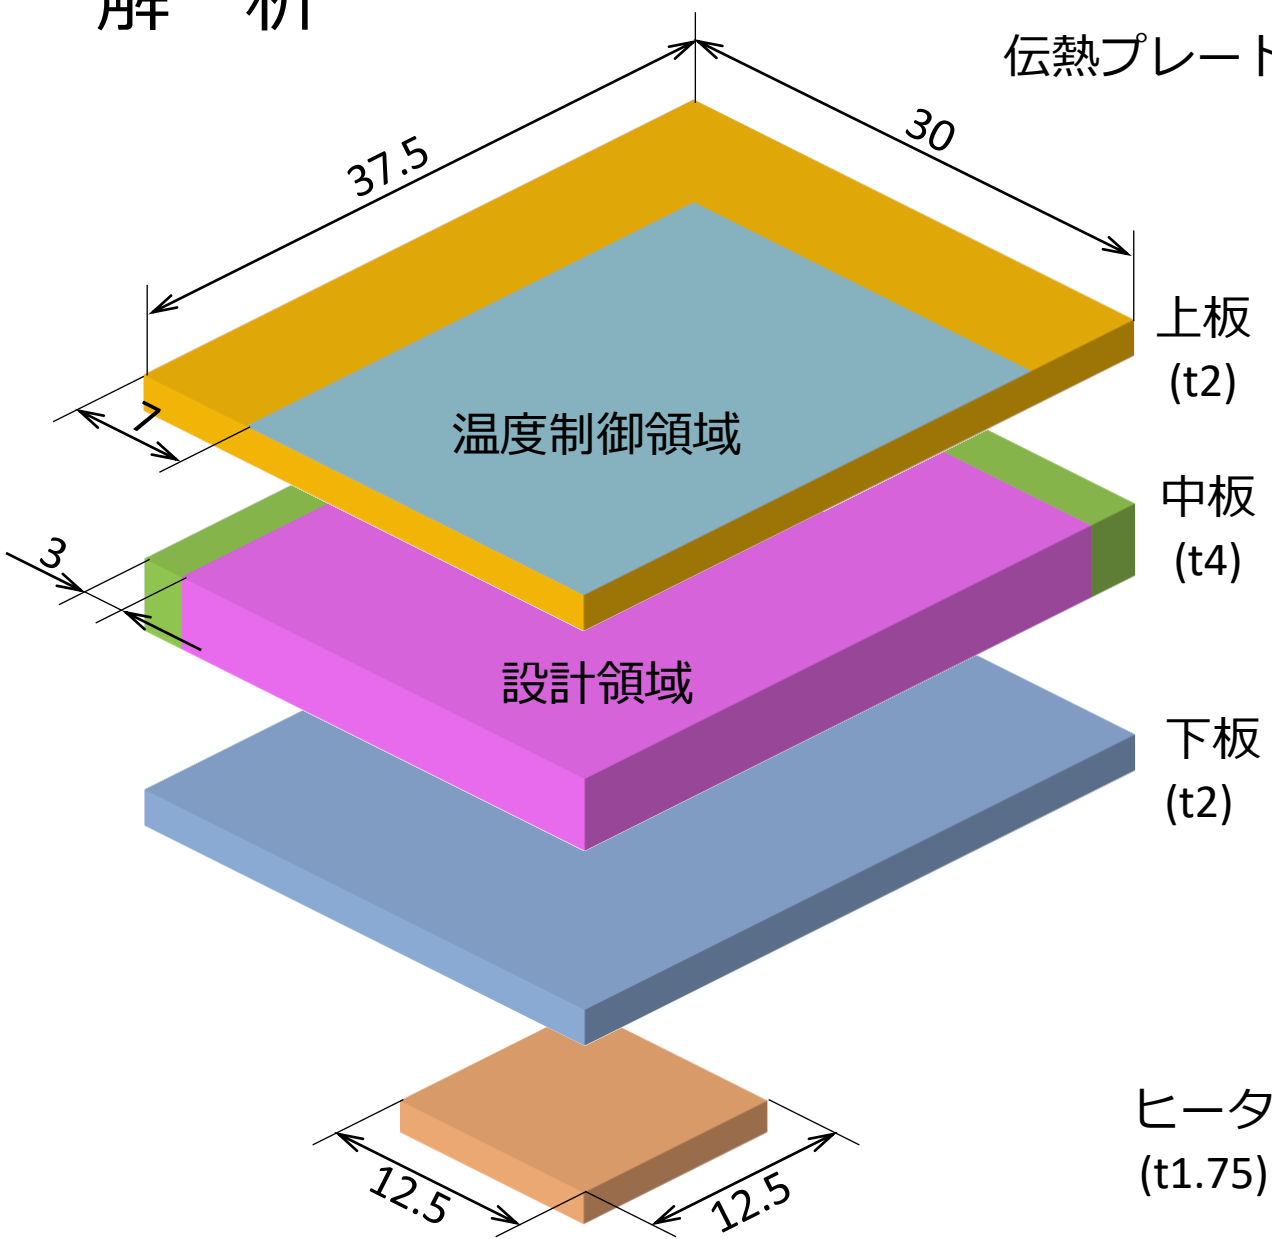 解 析
伝熱プレート
37.5
30
上板
(t2)
7
温度制御領域
中板
(t4)
3
設計領域
下板
(t2)
ヒータ
(t1.75)
12.5
12.5